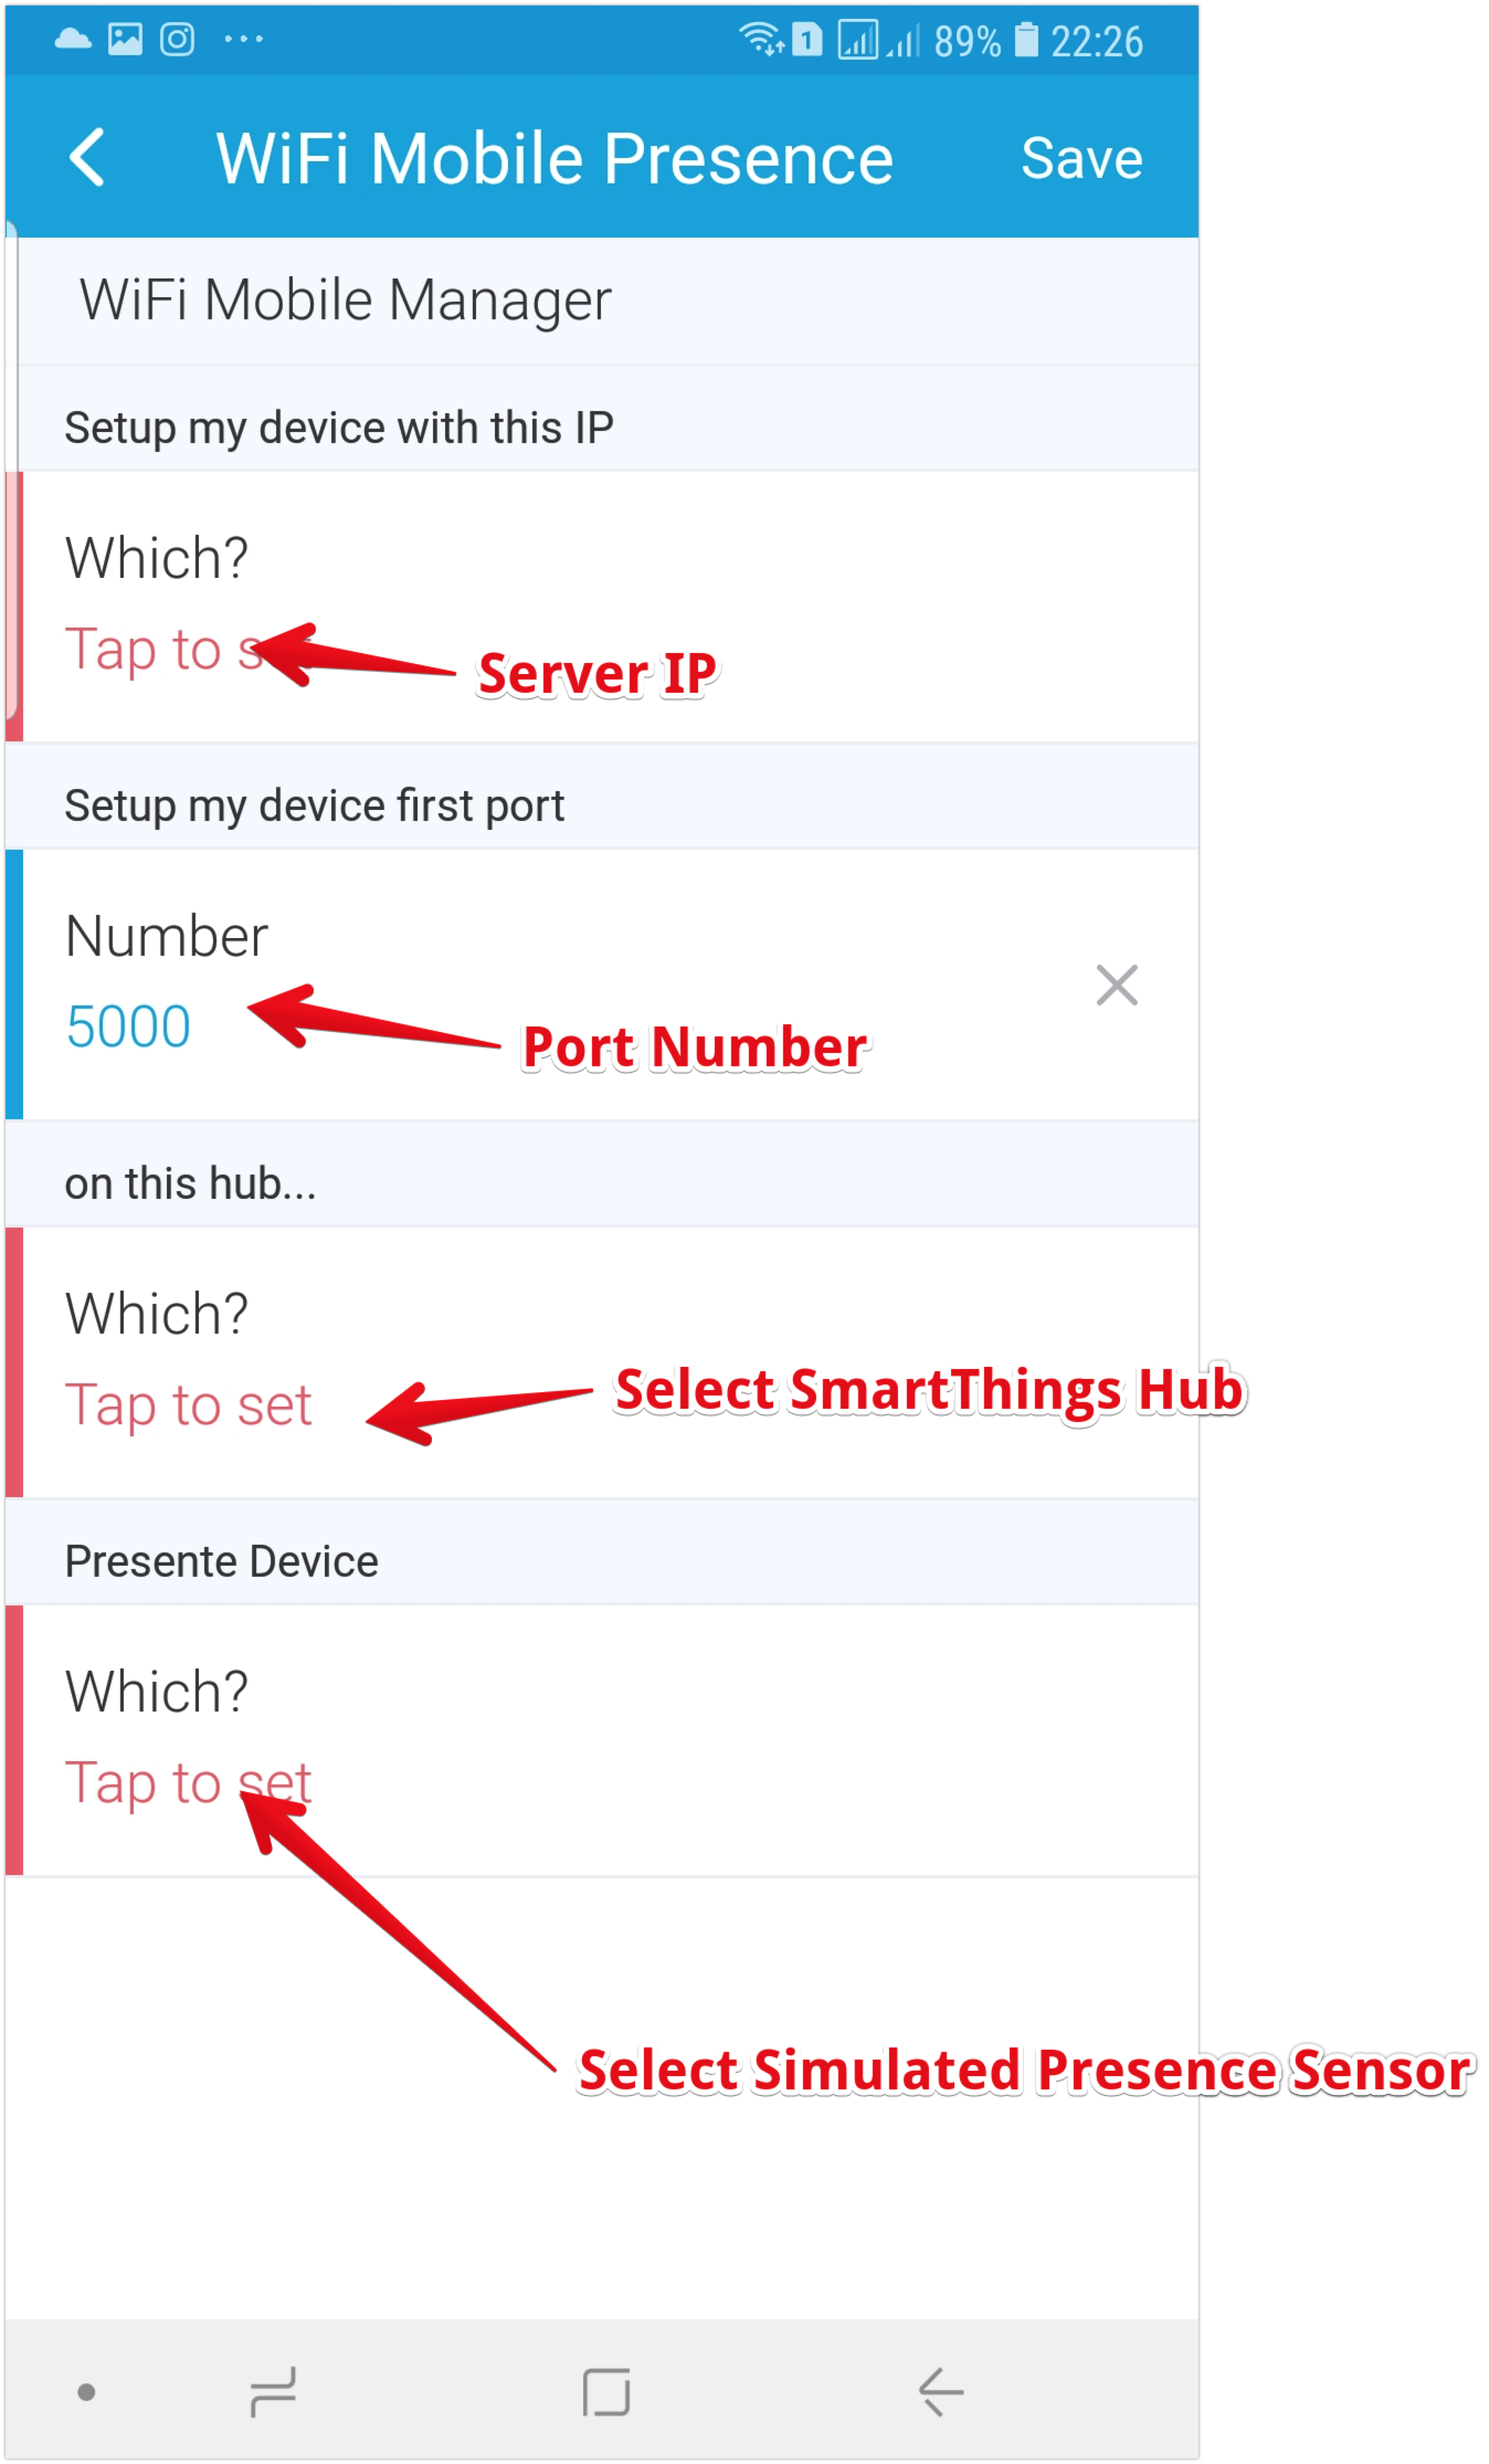 1 89% 22:26
WiFi Mobile Presence Save
WiFi Mobile Manager
Setup my device with this IP
Which?
Tap to set
Server IP
Setup my device first port
Number
5000
Port Number
on this hub...
Which?
Tap to set
Select SmartThings Hub
Presente Device
Which?
Tap to set
Select Simulated Presence Sensor